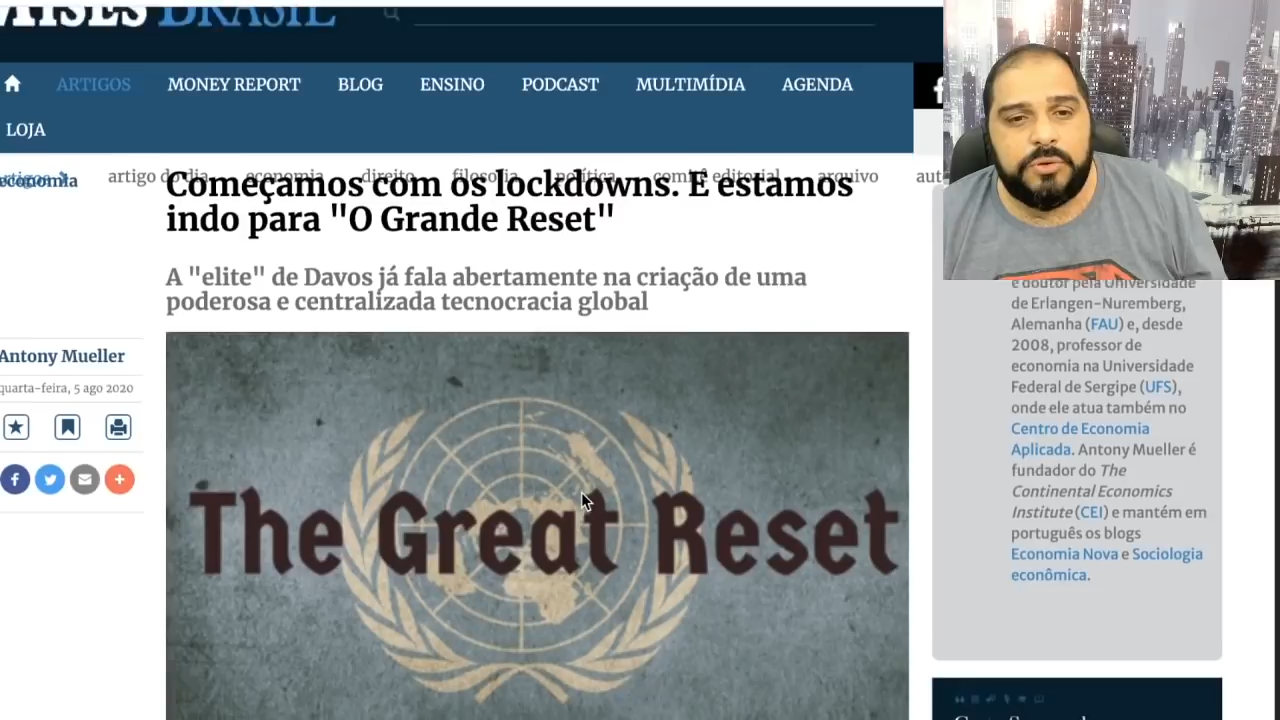 MISES BRASIL
ARTIGOS
MONEY REPORT
BLOG
ENSINO
PODCAST
MULTIMÍDIA
AGENDA
f
LOJA
economia
artigos
artigo do dia
economia
direito
filosofia
política
comitê editorial
arquivo
aut
Começamos com os lockdowns. E estamos
indo para "O Grande Reset"
A "elite" de Davos já fala abertamente na criação de uma
poderosa e centralizada tecnocracia global
Antony Mueller
quarta-feira, 5 ago 2020
The Great Reset
e doutor pela Universidade
de Erlangen-Nuremberg,
Alemanha (FAU) e, desde
2008, professor de
economia na Universidade
Federal de Sergipe (UFS),
onde ele atua também no
Centro de Economia
Aplicada. Antony Mueller é
fundador do The
Continental Economics
Institute (CEI) e mantém em
português os blogs
Economia Nova e Sociologia
econômica.